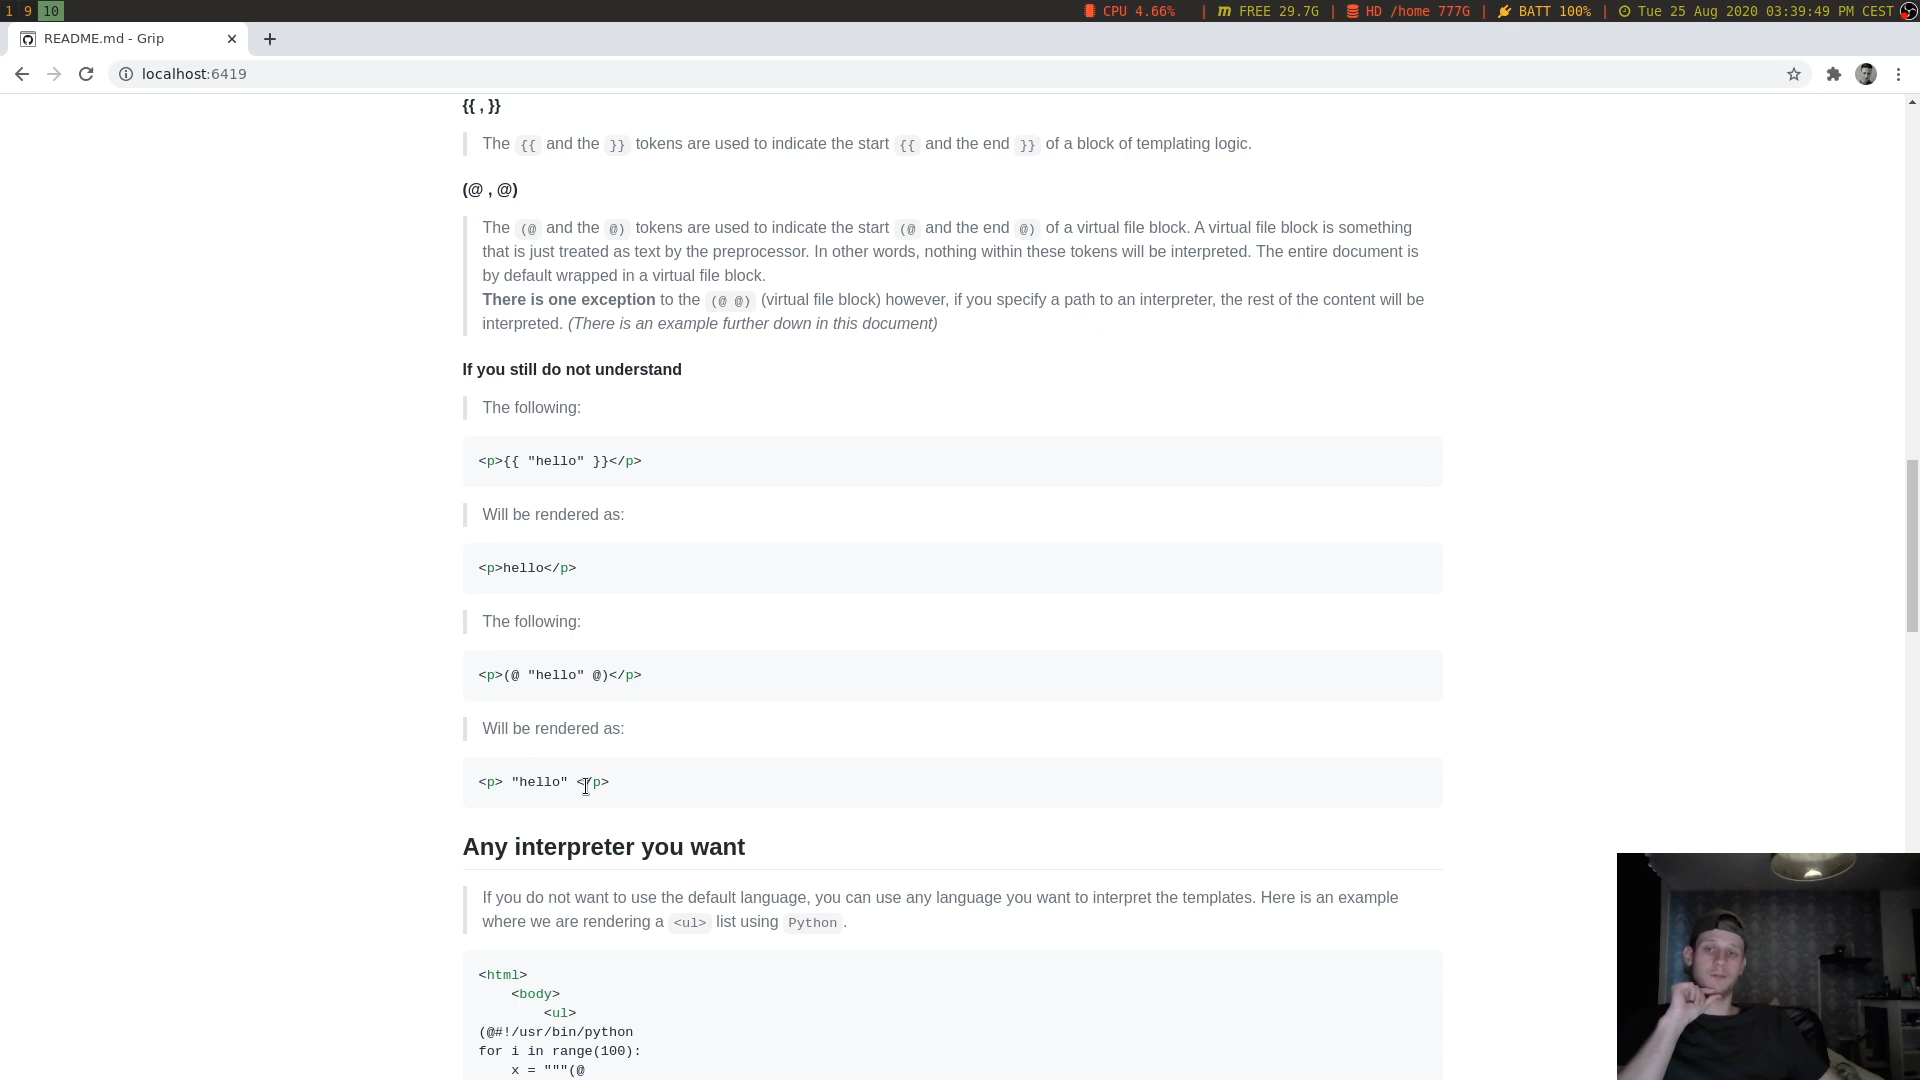 1 9 10 CPU 4.66% | FREE 29.7G | HD /home 777G | BATT 100% | Tue 25 Aug 2020 03:39:49 PM CEST
README.md - Grip
localhost:6419
{{ , }}
The {{ and the }} tokens are used to indicate the start {{ and the end }} of a block of templating logic.
(@ , @)
The (@ and the @) tokens are used to indicate the start (@ and the end @) of a virtual file block. A virtual file block is something
that is just treated as text by the preprocessor. In other words, nothing within these tokens will be interpreted. The entire document is
by default wrapped in a virtual file block.
There is one exception to the (@ @) (virtual file block) however, if you specify a path to an interpreter, the rest of the content will be
interpreted. (There is an example further down in this document)
If you still do not understand
The following:
<p>{{ "hello" }}</p>
Will be rendered as:
<p>hello</p>
The following:
<p>(@ "hello" @)</p>
Will be rendered as:
<p> "hello" </p>
Any interpreter you want
If you do not want to use the default language, you can use any language you want to interpret the templates. Here is an example
where we are rendering a <ul> list using Python.
<html>
<body>
<ul>
(@#!/usr/bin/python
for i in range(100):
x = """(@